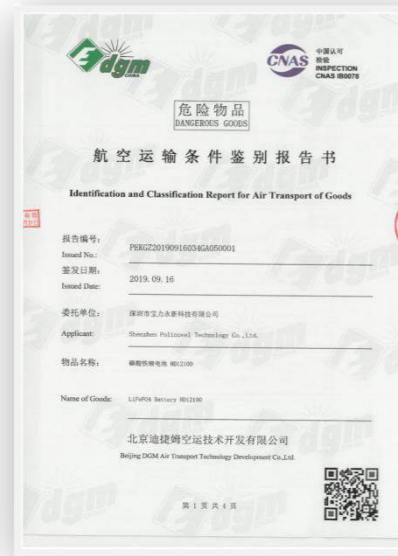 dgm
CHINA
CNAS
中国认可
检验
INSPECTION
CNAS IB0078
危险物品
DANGEROUS GOODS
航空运输条件鉴别报告书
Identification and Classification Report for Air Transport of Goods
报告编号:
Issued No.:
PEKGZ20190916034GA050001
签发日期:
Issued Date:
2019.09.16
委托单位:
深圳市宝力永新科技有限公司
Applicant:
Shenzhen Polinovel Technology Co.,Ltd.
物品名称:
磷酸铁锂电池 HD12100
Name of Goods:
LiFePO4 Battery HD12100
北京迪捷姆空运技术开发有限公司
Beijing DGM Air Transport Technology Development Co.,Ltd.
第 1 页 共 4 页